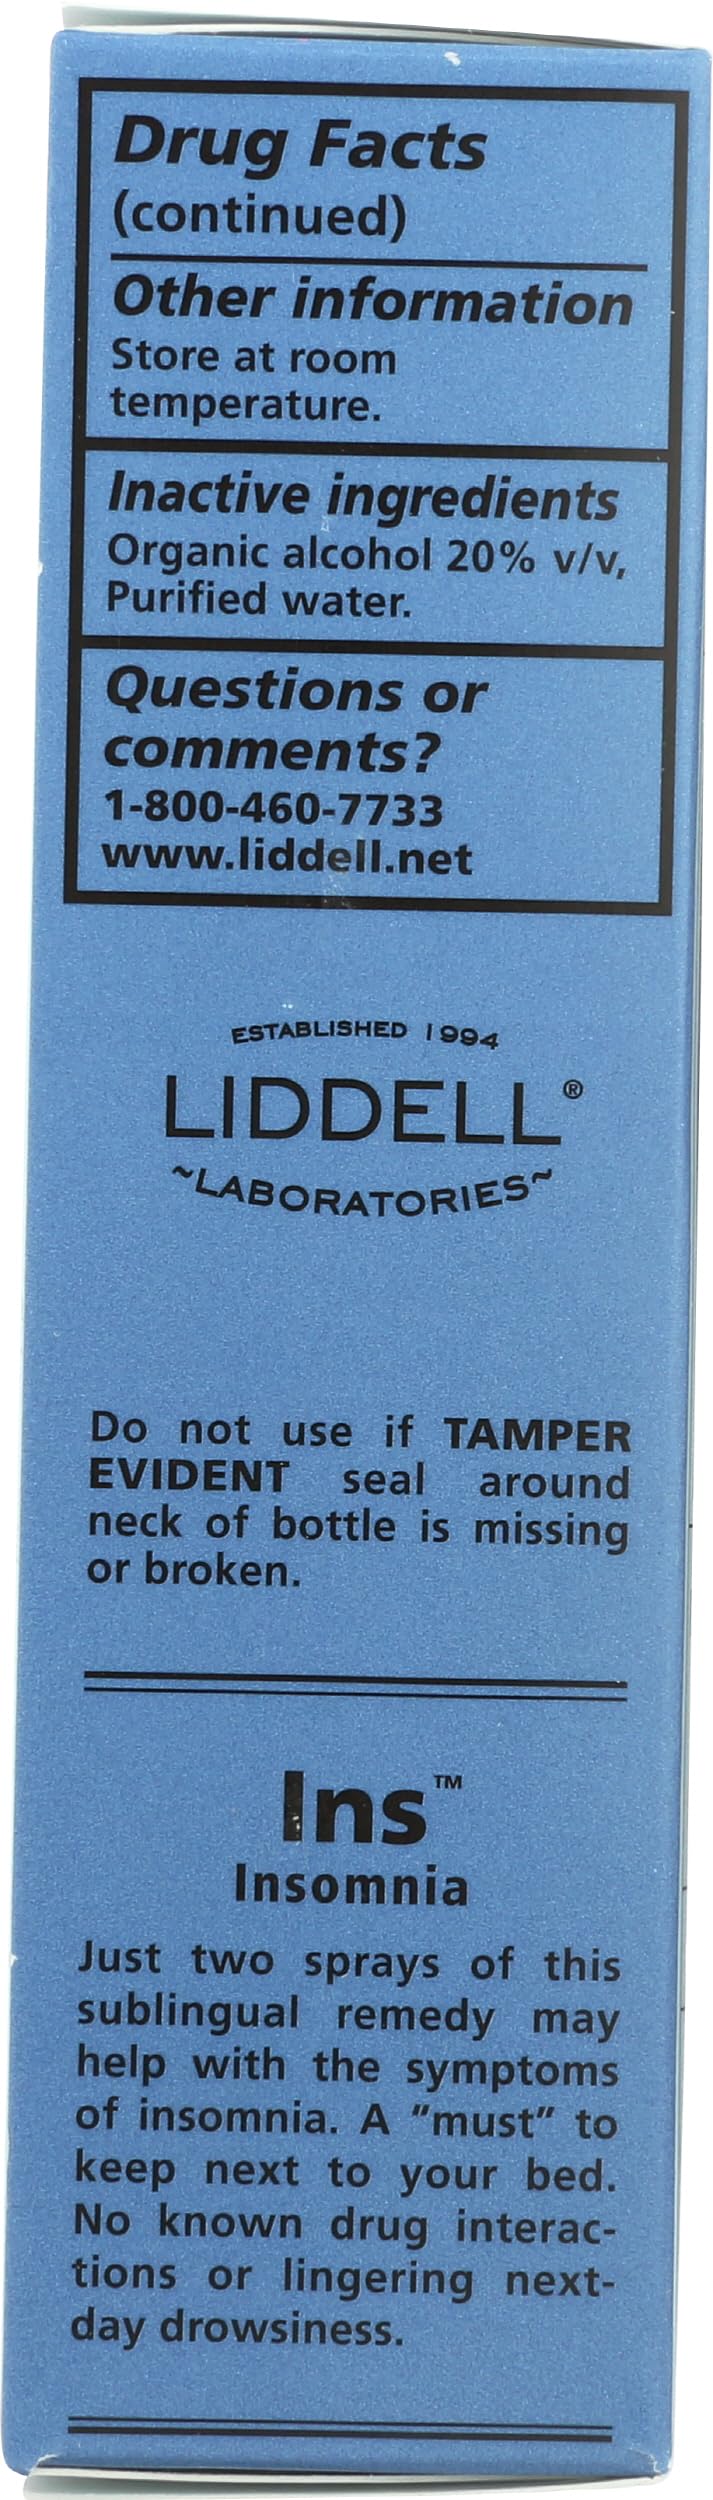 Drug Facts
(continued)
Other information
Store at room
temperature.
Inactive ingredients
Organic alcohol 20% v/v,
Purified water.
Questions or
comments?
1-800-460-7733
www.liddell.net
ESTABLISHED 1994
LIDDELL®
~LABORATORIES~
Do not use if TAMPER
EVIDENT seal around
neck of bottle is missing
or broken.
Ins™
Insomnia
Just two sprays of this
sublingual remedy may
help with the symptoms
of insomnia. A "must" to
keep next to your bed.
No known drug interac-
tions or lingering next-
day drowsiness.